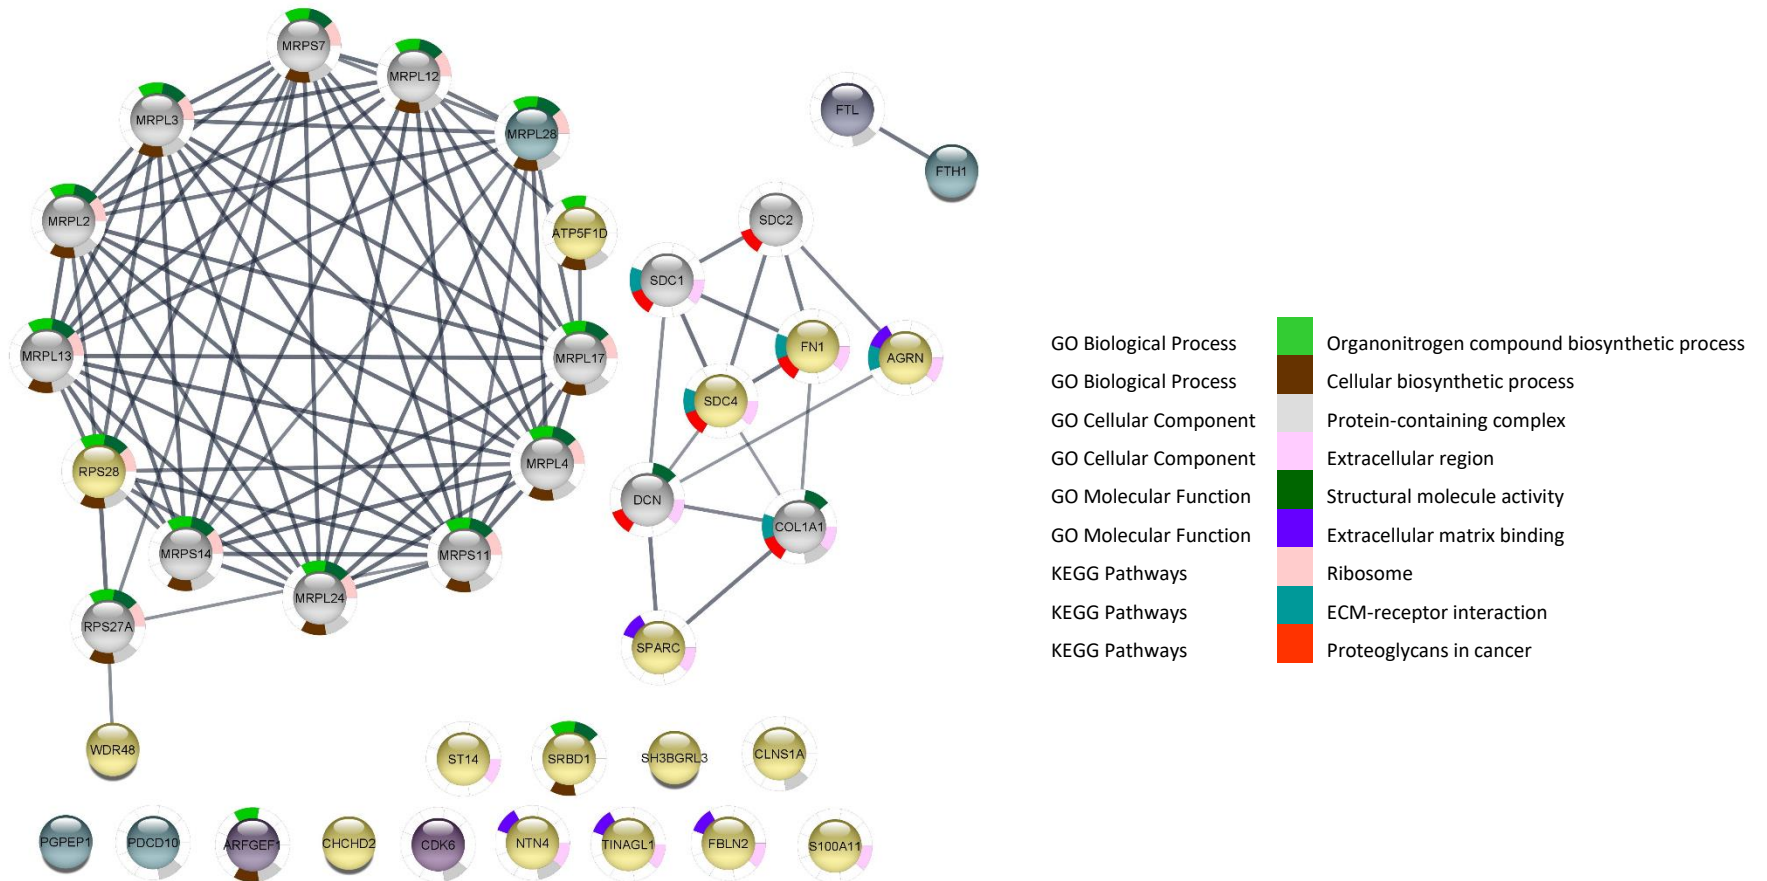 MRPS7
MRPL12
MRPL3
MRPL28
FTL
FTH1
MRPL2
ATP5F1D
SDC2
SDC1
MRPL13
MRPL17
FN1
AGRN
SDC4
RPS28
MRPL4
DCN
COL1A1
MRPS14
MRPS11
MRPL24
RPS27A
SPARC
WDR48
ST14
SRBD1
SH3BGRL3
CLNS1A
PGPEP1
PDCD10
ARFGEF1
CHCHD2
CDK6
NTN4
TINAGL1
FBLN2
S100A11
GO Biological Process Organonitrogen compound biosynthetic process
GO Biological Process Cellular biosynthetic process
GO Cellular Component Protein-containing complex
GO Cellular Component Extracellular region
GO Molecular Function Structural molecule activity
GO Molecular Function Extracellular matrix binding
KEGG Pathways Ribosome
KEGG Pathways ECM-receptor interaction
KEGG Pathways Proteoglycans in cancer